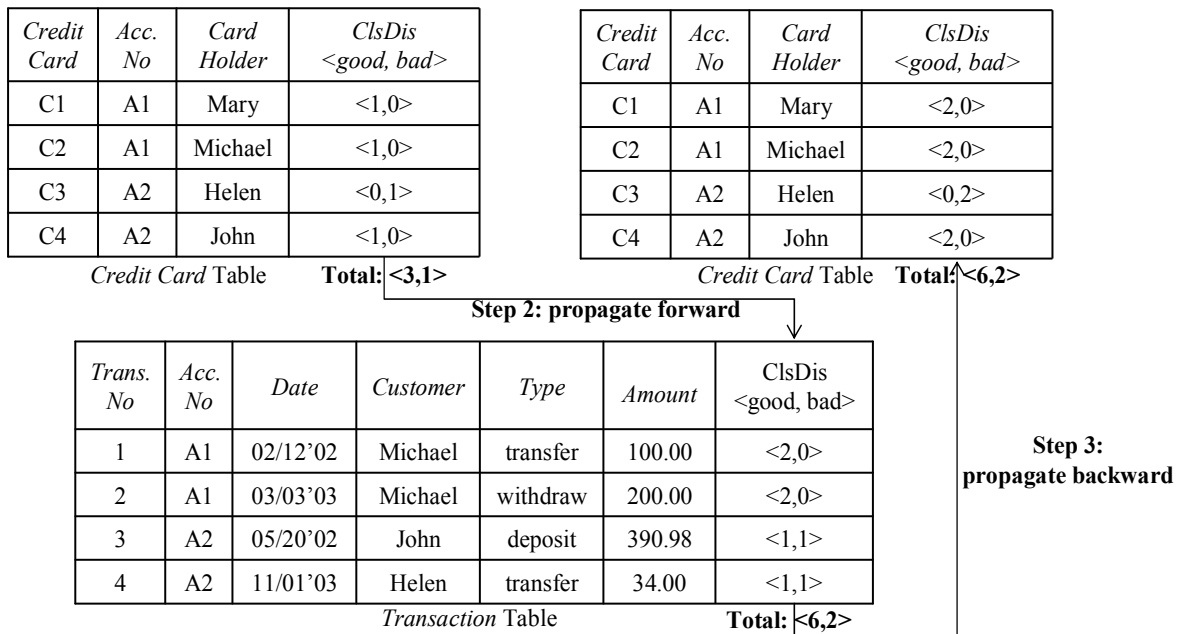 Credit Card Acc. No Card Holder ClsDis <good, bad>
C1 A1 Mary <1,0>
C2 A1 Michael <1,0>
C3 A2 Helen <0,1>
C4 A2 John <1,0>
Credit Card Table Total: <3,1>
Credit Card Acc. No Card Holder ClsDis <good, bad>
C1 A1 Mary <2,0>
C2 A1 Michael <2,0>
C3 A2 Helen <0,2>
C4 A2 John <2,0>
Credit Card Table Total: <6,2>
Step 2: propagate forward
Trans. No Acc. No Date Customer Type Amount ClsDis <good, bad>
1 A1 02/12’02 Michael transfer 100.00 <2,0>
2 A1 03/03’03 Michael withdraw 200.00 <2,0>
3 A2 05/20’02 John deposit 390.98 <1,1>
4 A2 11/01’03 Helen transfer 34.00 <1,1>
Transaction Table Total: <6,2>
Step 3:
propagate backward